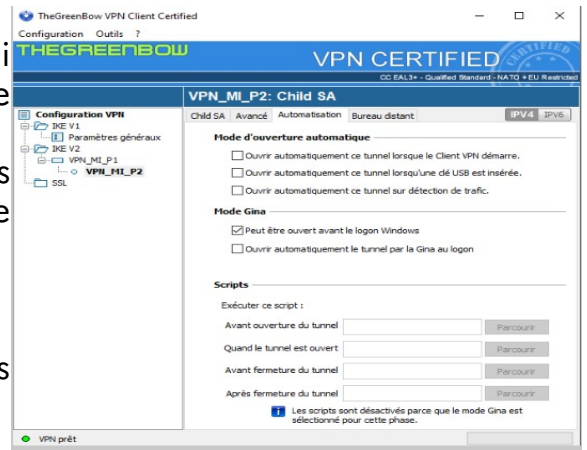 TheGreenBow VPN Client Certified
Configuration Outils ?
THEGREENBOW
VPN CERTIFIED
CERTIFIED
CC EAL3+ - Qualified Standard - NATO + EU Restricted
i
e
s
e
s
Configuration VPN
IKE V1
Paramètres généraux
IKE V2
VPN_MI_P1
VPN_MI_P2
SSL
VPN_MI_P2: Child SA
Child SA Avancé Automatisation Bureau distant IPV4 IPV6
Mode d'ouverture automatique
Ouvrir automatiquement ce tunnel lorsque le Client VPN démarre.
Ouvrir automatiquement ce tunnel lorsqu'une clé USB est insérée.
Ouvrir automatiquement ce tunnel sur détection de trafic.
Mode Gina
Peut être ouvert avant le logon Windows
Ouvrir automatiquement le tunnel par la Gina au logon
Scripts
Exécuter ce script :
Avant ouverture du tunnel Parcourir
Quand le tunnel est ouvert Parcourir
Avant fermeture du tunnel Parcourir
Après fermeture du tunnel Parcourir
Les scripts sont désactivés parce que le mode Gina est
sélectionné pour cette phase.
VPN prêt